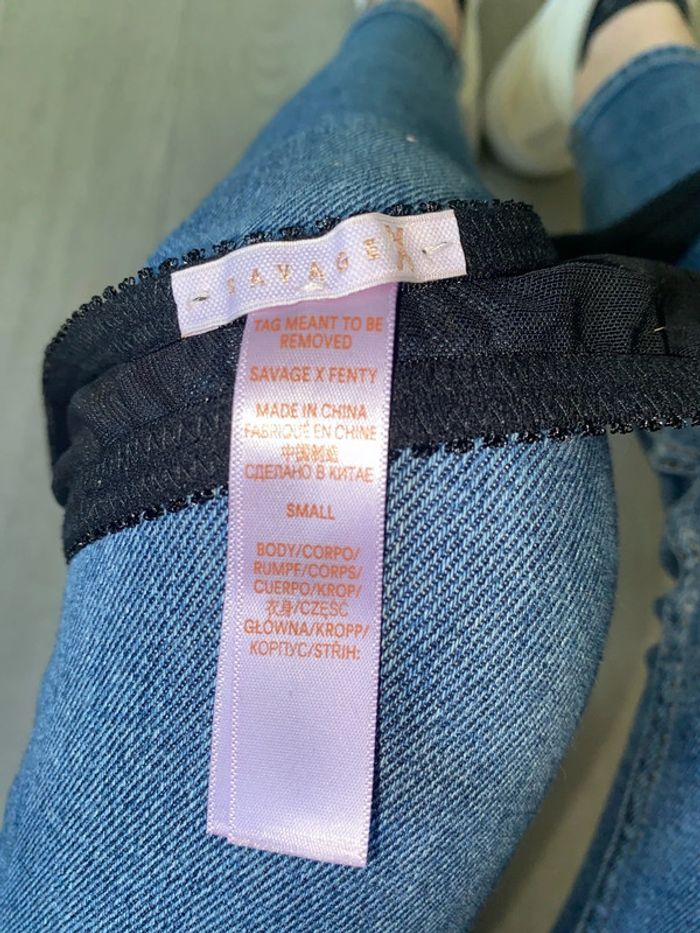 SAVAGE X
TAG MEANT TO BE
REMOVED
SAVAGE X FENTY
MADE IN CHINA
FABRIQUÉ EN CHINE
中国制造
СДЕЛАНО В КИТАЕ
SMALL
BODY/CORPO/
RUMPF/CORPS/
CUERPO/KROP/
衣身/CZĘŚĆ
GŁÓWNA/KROPP/
КОРПУС/STŘIH: